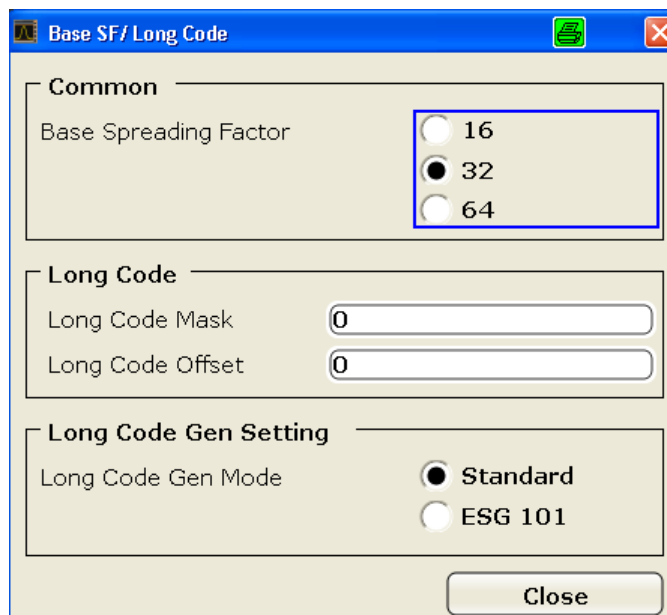 Base SF/ Long Code
Common
Base Spreading Factor
16
32
64
Long Code
Long Code Mask
0
Long Code Offset
0
Long Code Gen Setting
Long Code Gen Mode
Standard
ESG 101
Close